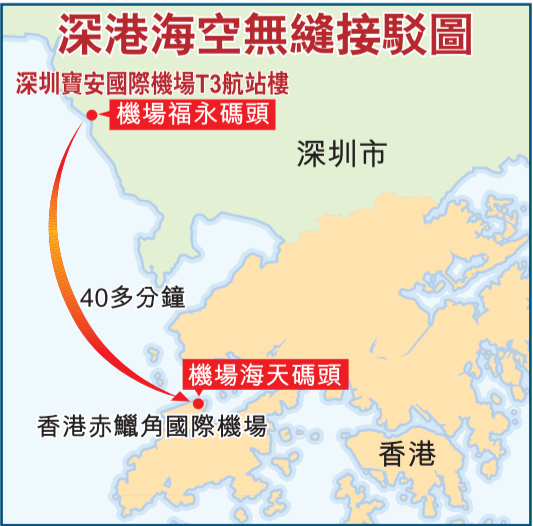 深港海空無縫接駁圖
深圳寶安國際機場T3航站樓
機場福永碼頭
深圳市
40多分鐘
機場海天碼頭
香港赤鱲角國際機場
香港